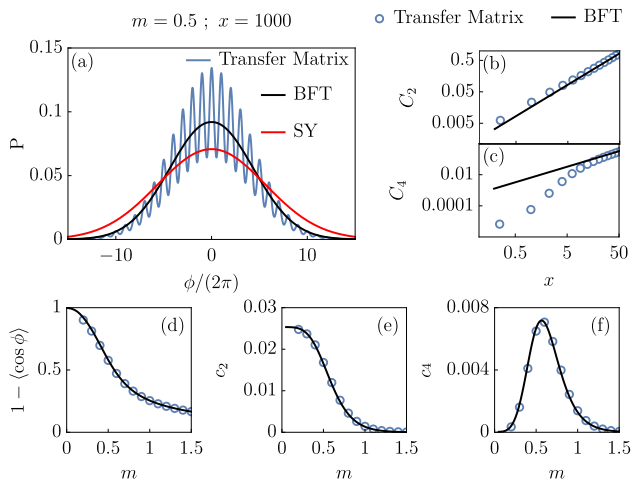 m = 0.5 ; x = 1000
Transfer Matrix
BFT
(a)
Transfer Matrix
BFT
SY
P
0.15
0.10
0.05
0
−10
0
10
ϕ/(2π)
(b)
C₂
0.5
0.05
0.005
(c)
C₄
0.01
0.0001
0.5
5
50
x
(d)
1 − ⟨cos ϕ⟩
1
0.5
0
0
0.5
1
1.5
m
(e)
c₂
0.03
0.02
0.01
0
0
0.5
1
1.5
m
(f)
c₄
0.008
0.004
0
0
0.5
1
1.5
m